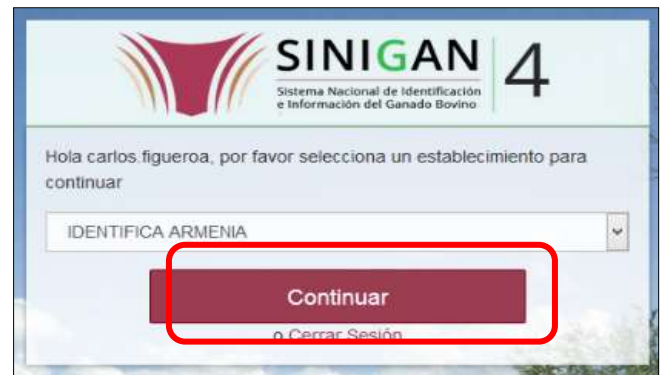 SINIGAN 4
Sistema Nacional de Identificación
e Información del Ganado Bovino
Hola carlos.figueroa, por favor selecciona un establecimiento para
continuar
IDENTIFICA ARMENIA
Continuar
o Cerrar Sesión